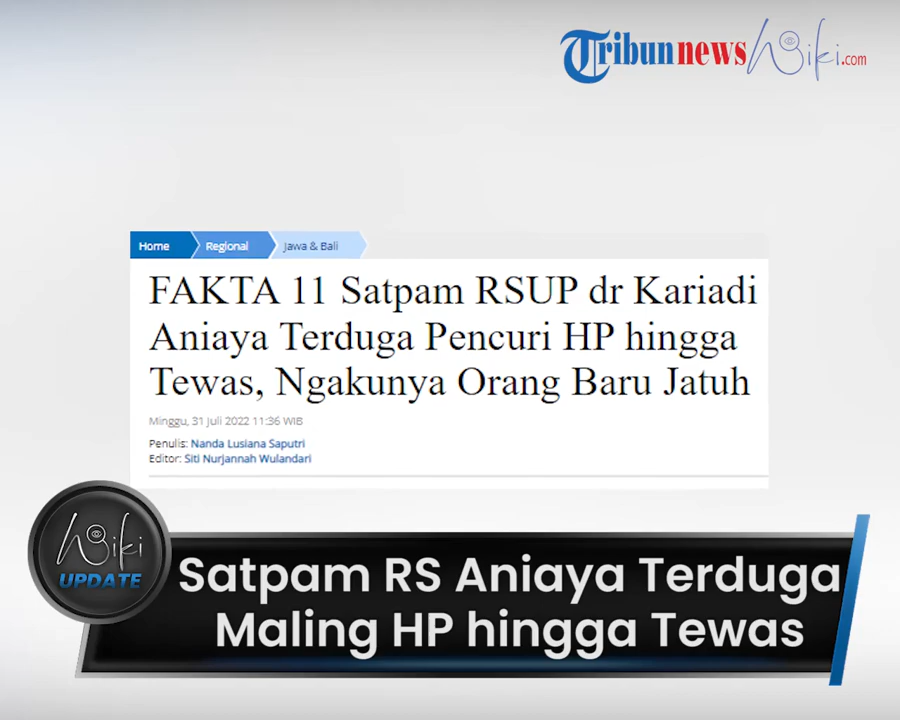 Tribunnews Wiki.com
Home Regional Jawa & Bali
FAKTA 11 Satpam RSUP dr Kariadi
Aniaya Terduga Pencuri HP hingga
Tewas, Ngakunya Orang Baru Jatuh
Minggu, 31 Juli 2022 11:36 WIB
Penulis: Nanda Lusiana Saputri
Editor: Siti Nurjannah Wulandari
Wiki
UPDATE
Satpam RS Aniaya Terduga
Maling HP hingga Tewas